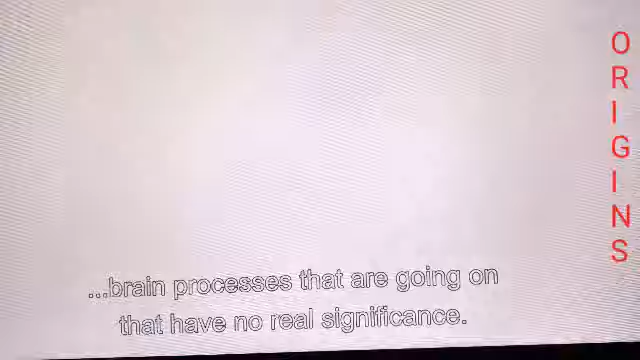 ORIGINS
...brain processes that are going on
that have no real significance.